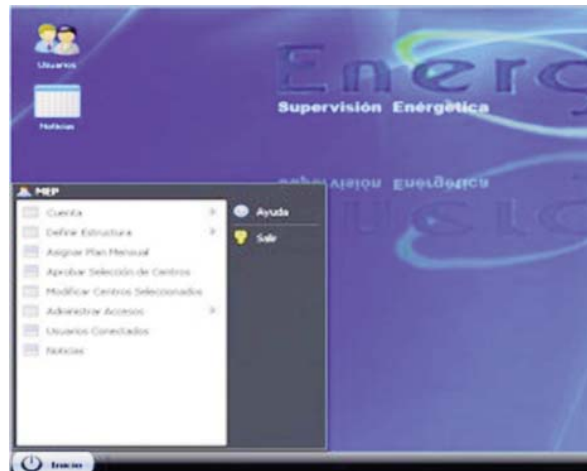 Usuarios
Noticias
Energ
Supervisión Enérgética
MEP
Cuenta
Definir Estructura
Asignar Plan Mensual
Aprobar Selección de Centros
Modificar Centros Seleccionados
Administrar Accesos
Usuarios Conectados
Noticias
Ayuda
Salir
Inicio